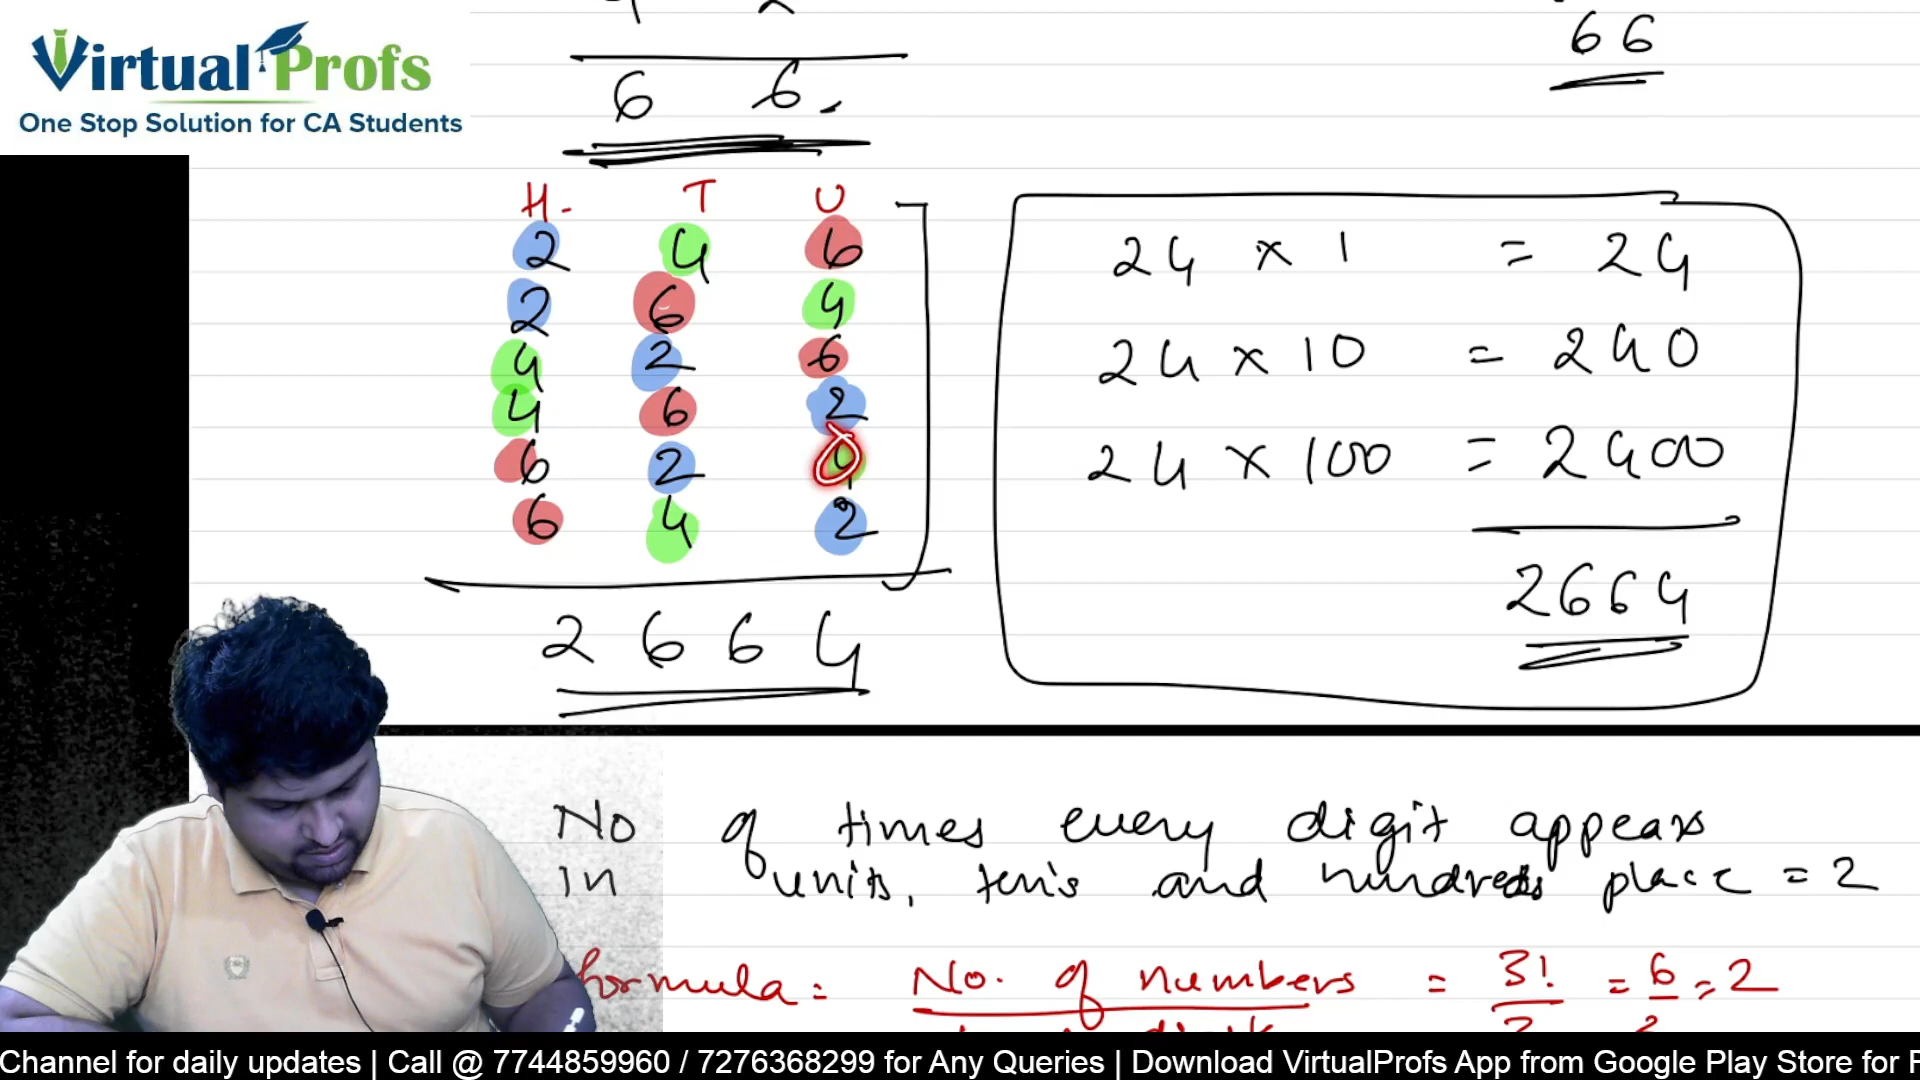 Virtual Profs
One Stop Solution for CA Students
6 6.
66
H. T U
2 4 6
2 6 4
4 2 6
4 6 2
6 2 4
6 4 2
2 6 6 4
24 × 1 = 24
24 × 10 = 240
24 × 100 = 2400
2664
No of times every digit appears
in units, ten's and hundreds place = 2
formula = No. of numbers = 3! = 6 = 2
Channel for daily updates | Call @ 7744859960 / 7276368299 for Any Queries | Download VirtualProfs App from Google Play Store for F